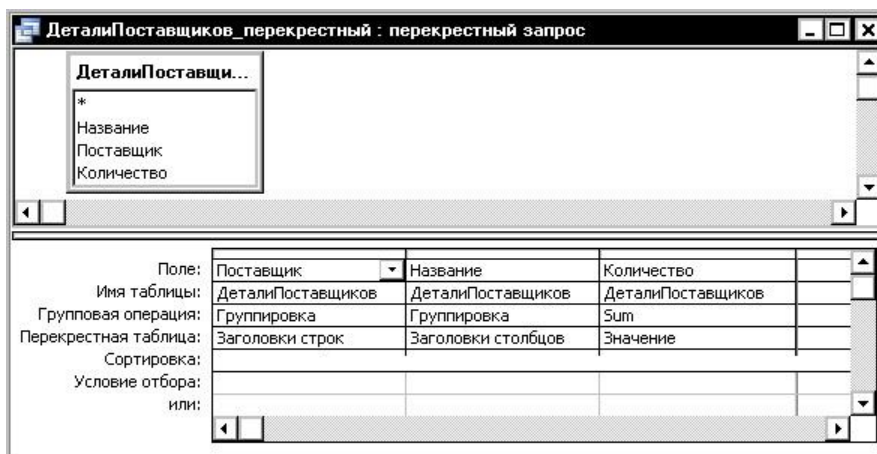 ДеталиПоставщиков_перекрестный : перекрестный запрос
ДеталиПоставщи...
*
Название
Поставщик
Количество
Поле: Поставщик Название Количество
Имя таблицы: ДеталиПоставщиков ДеталиПоставщиков ДеталиПоставщиков
Групповая операция: Группировка Группировка Sum
Перекрестная таблица: Заголовки строк Заголовки столбцов Значение
Сортировка:
Условие отбора:
или: